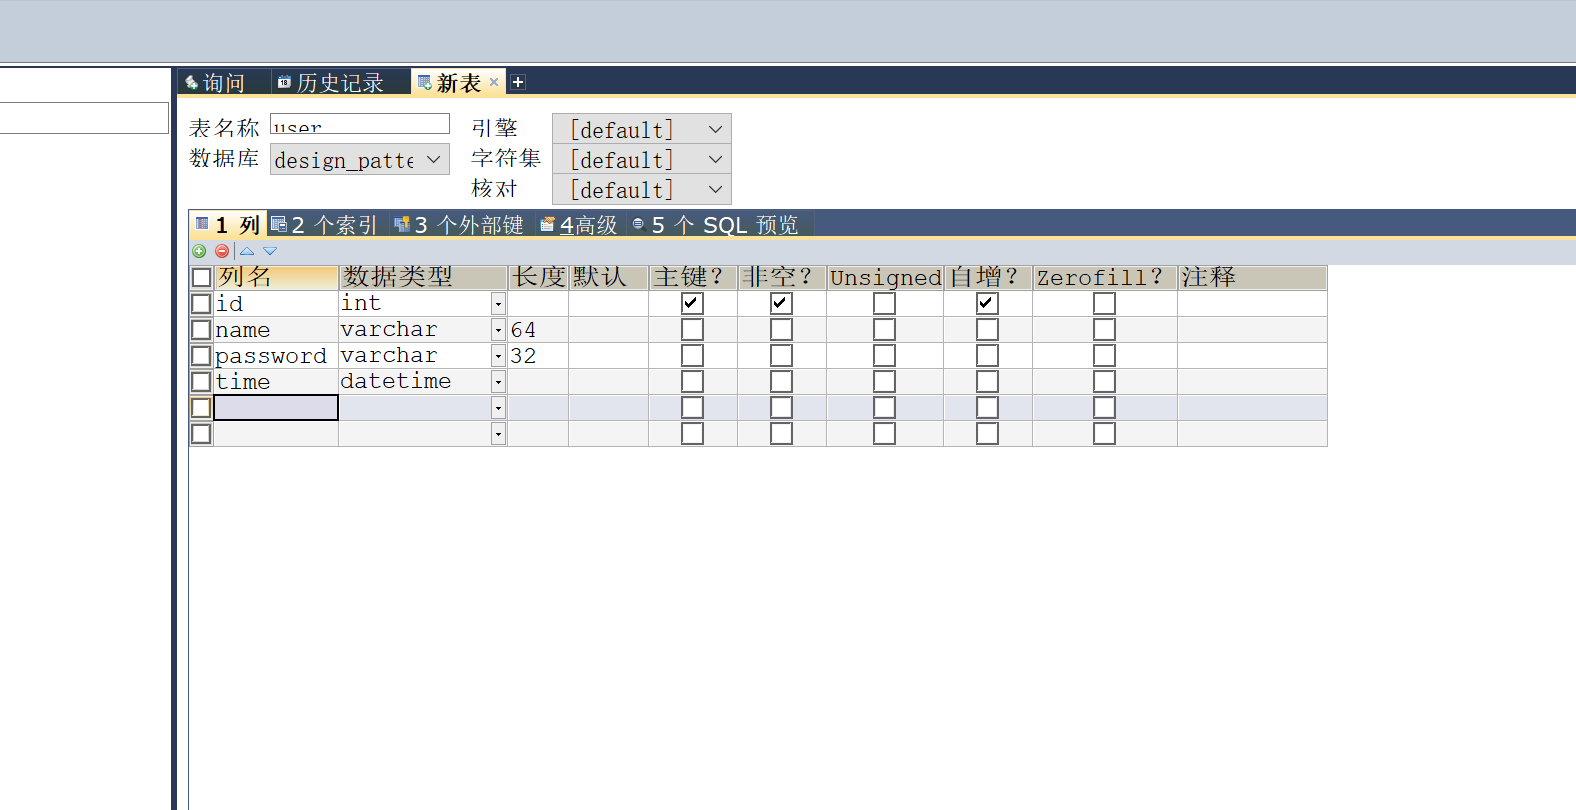 询问 历史记录 新表
表名称 user 引擎 [default]
数据库 design_patte 字符集 [default]
核对 [default]
1 列 2 个索引 3 个外部键 4高级 5 个 SQL 预览
列名 数据类型 长度 默认 主键? 非空? Unsigned 自增? Zerofill? 注释
id int
name varchar 64
password varchar 32
time datetime